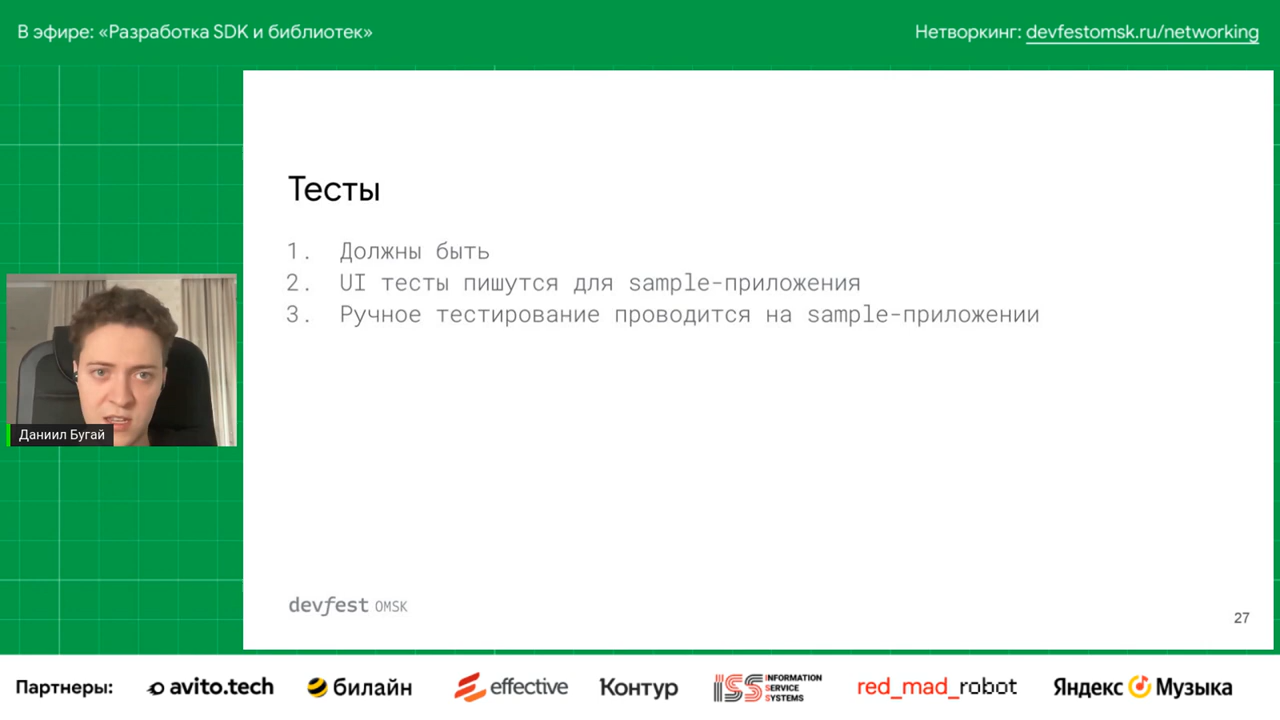 В эфире: «Разработка SDK и библиотек»
Нетворкинг: devfestomsk.ru/networking
Тесты
1. Должны быть
2. UI тесты пишутся для sample-приложения
3. Ручное тестирование проводится на sample-приложении
Даниил Бугай
devfest OMSK
27
Партнеры: avito.tech билайн effective Контур ISS INFORMATION SERVICE SYSTEMS red_mad_robot Яндекс Музыка